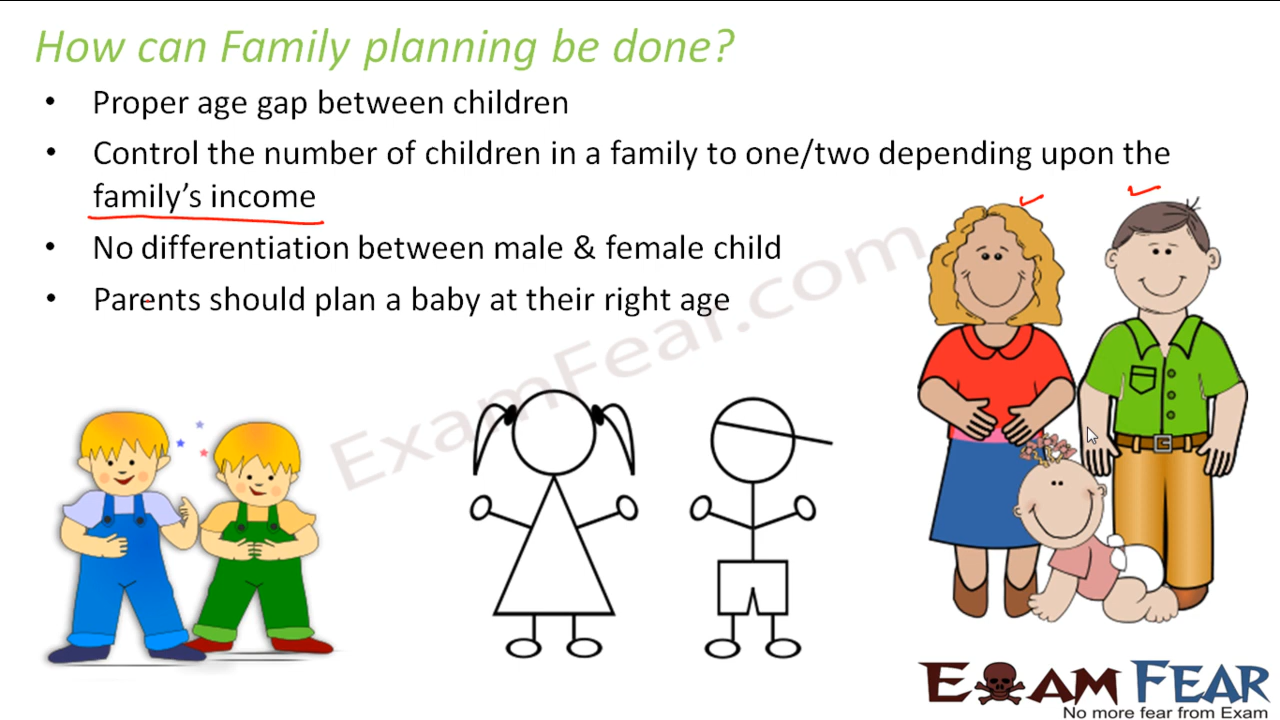 How can Family planning be done?
• Proper age gap between children
• Control the number of children in a family to one/two depending upon the
family's income
• No differentiation between male & female child
• Parents should plan a baby at their right age
ExamFear.com
EXAM FEAR
No more fear from Exam